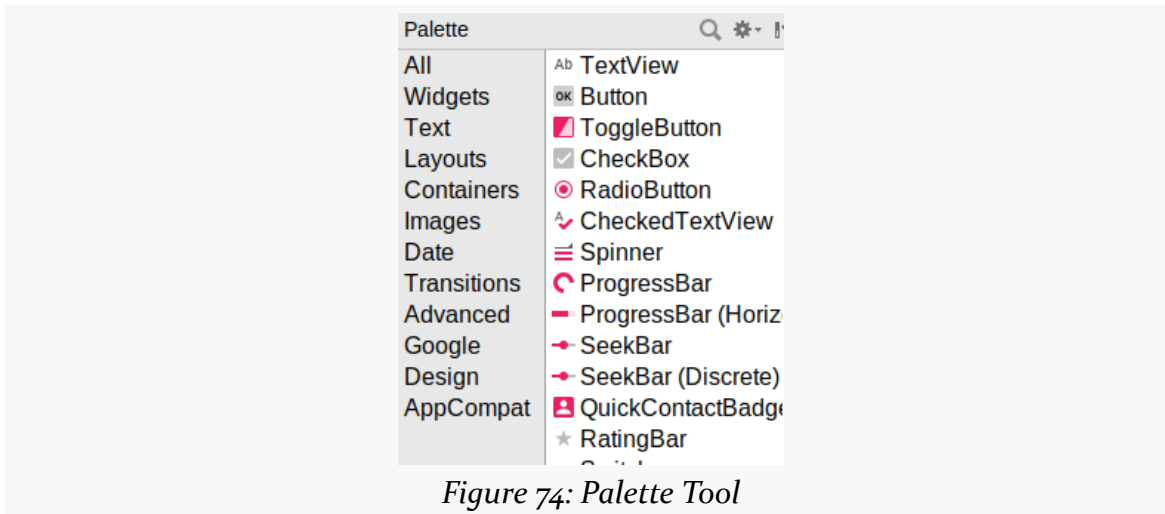 Palette
All
Widgets
Text
Layouts
Containers
Images
Date
Transitions
Advanced
Google
Design
AppCompat
Ab TextView
OK Button
ToggleButton
CheckBox
RadioButton
A CheckedTextView
Spinner
ProgressBar
ProgressBar (Horiz
SeekBar
SeekBar (Discrete)
QuickContactBadge
RatingBar
Figure 74: Palette Tool